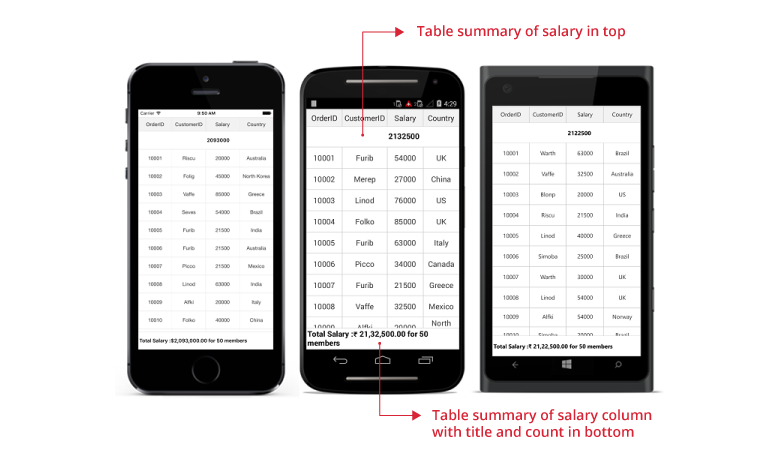 Table summary of salary in top
Carrier 9:50 AM
OrderID CustomerID Salary Country
2093000
10001 Riscu 20000 Australia
10002 Folig 45000 North Korea
10003 Vaffe 80000 Greece
10004 Seves 54000 Brazil
10005 Furib 21500 India
10006 Furib 21500 Australia
10007 Picco 21500 Mexico
10008 Linod 63000 India
10009 Alfki 20000 Italy
10010 Folko 40000 China
Total Salary :$2,093,000.00 for 50 members
4:29
OrderID CustomerID Salary Country
2132500
10001 Furib 54000 UK
10002 Merep 27000 China
10003 Linod 76000 US
10004 Folko 85000 UK
10005 Furib 63000 Italy
10006 Picco 34000 Canada
10007 Furib 21500 Greece
10008 Vaffe 32500 Mexico
10009 Alfki 20000 North
Total Salary :₹ 21,32,500.00 for 50
members
OrderID CustomerID Salary Country
2122500
10001 Warth 63000 Brazil
10002 Vaffe 32500 Australia
10003 Blonp 20000 US
10004 Riscu 21500 India
10005 Linod 40000 Greece
10006 Simoba 25000 Brazil
10007 Warth 30000 UK
10008 Linod 54000 UK
10009 Alfki 54000 Norway
10010 Simoba 20000 Brazil
Total Salary :₹ 21,22,500.00 for 50 members
Table summary of salary column
with title and count in bottom